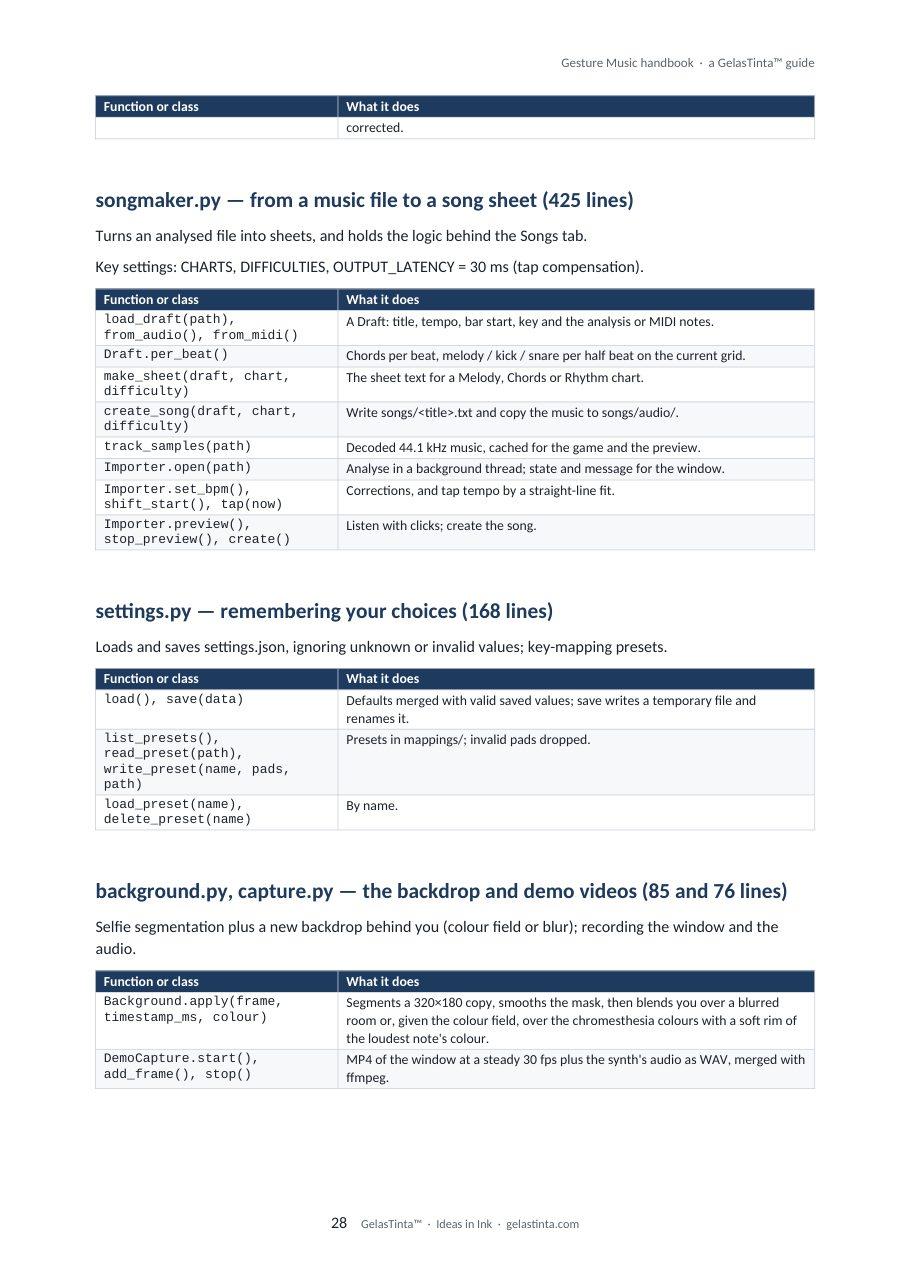 Gesture Music handbook · a GelasTinta™ guide
Function or class What it does
corrected.
songmaker.py — from a music file to a song sheet (425 lines)
Turns an analysed file into sheets, and holds the logic behind the Songs tab.
Key settings: CHARTS, DIFFICULTIES, OUTPUT_LATENCY = 30 ms (tap compensation).
Function or class What it does
load_draft(path), A Draft: title, tempo, bar start, key and the analysis or MIDI notes.
from_audio(), from_midi()
Draft.per_beat() Chords per beat, melody / kick / snare per half beat on the current grid.
make_sheet(draft, chart, The sheet text for a Melody, Chords or Rhythm chart.
difficulty)
create_song(draft, chart, Write songs/<title>.txt and copy the music to songs/audio/.
difficulty)
track_samples(path) Decoded 44.1 kHz music, cached for the game and the preview.
Importer.open(path) Analyse in a background thread; state and message for the window.
Importer.set_bpm(), Corrections, and tap tempo by a straight-line fit.
shift_start(), tap(now)
Importer.preview(), Listen with clicks; create the song.
stop_preview(), create()
settings.py — remembering your choices (168 lines)
Loads and saves settings.json, ignoring unknown or invalid values; key-mapping presets.
Function or class What it does
load(), save(data) Defaults merged with valid saved values; save writes a temporary file and
renames it.
list_presets(), Presets in mappings/; invalid pads dropped.
read_preset(path),
write_preset(name, pads,
path)
load_preset(name), By name.
delete_preset(name)
background.py, capture.py — the backdrop and demo videos (85 and 76 lines)
Selfie segmentation plus a new backdrop behind you (colour field or blur); recording the window and the
audio.
Function or class What it does
Background.apply(frame, Segments a 320×180 copy, smooths the mask, then blends you over a blurred
timestamp_ms, colour) room or, given the colour field, over the chromesthesia colours with a soft rim of
the loudest note's colour.
DemoCapture.start(), MP4 of the window at a steady 30 fps plus the synth's audio as WAV, merged with
add_frame(), stop() ffmpeg.
28 GelasTinta™ · Ideas in Ink · gelastinta.com